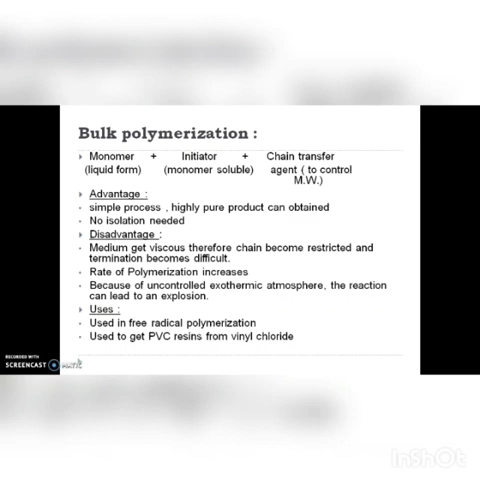 Bulk polymerization :
Monomer + Initiator + Chain transfer
(liquid form) (monomer soluble) agent ( to control
M.W.)
Advantage :
simple process , highly pure product can obtained
No isolation needed
Disadvantage :
Medium get viscous therefore chain become restricted and
termination becomes difficult.
Rate of Polymerization increases
Because of uncontrolled exothermic atmosphere, the reaction
can lead to an explosion.
Uses :
Used in free radical polymerization
Used to get PVC resins from vinyl chloride
RECORDED WITH
SCREENCAST MATIC
InShOt